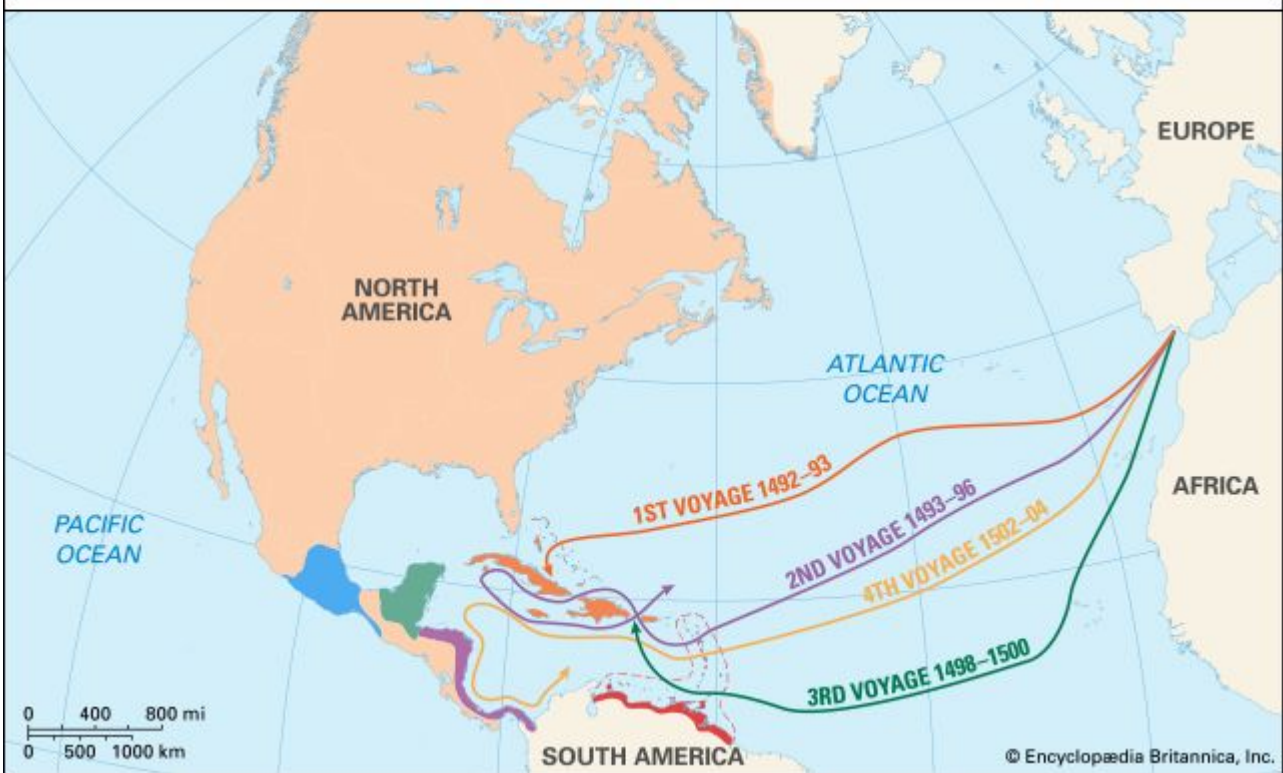 EUROPE
NORTH
AMERICA
ATLANTIC
OCEAN
1ST VOYAGE 1492–93
AFRICA
PACIFIC
OCEAN
2ND VOYAGE 1493–96
4TH VOYAGE 1502–04
3RD VOYAGE 1498–1500
0 400 800 mi
0 500 1000 km
SOUTH AMERICA
© Encyclopædia Britannica, Inc.